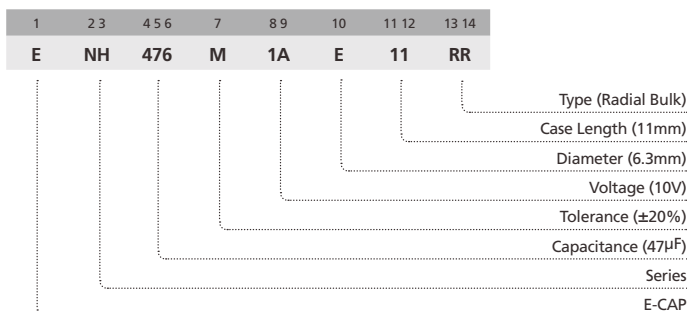 1 2 3 4 5 6 7 8 9 10 11 12 13 14
E NH 476 M 1A E 11 RR
Type (Radial Bulk)
Case Length (11mm)
Diameter (6.3mm)
Voltage (10V)
Tolerance (±20%)
Capacitance (47µF)
Series
E-CAP